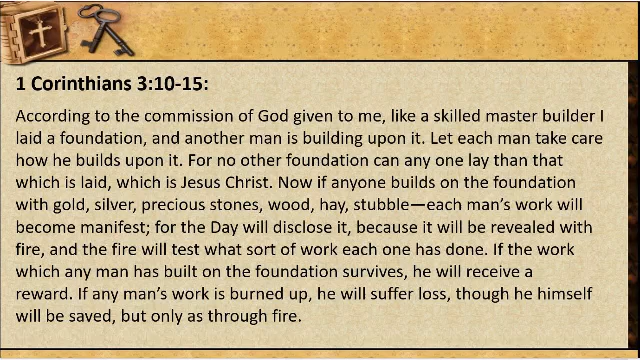 1 Corinthians 3:10-15:
According to the commission of God given to me, like a skilled master builder I
laid a foundation, and another man is building upon it. Let each man take care
how he builds upon it. For no other foundation can any one lay than that
which is laid, which is Jesus Christ. Now if anyone builds on the foundation
with gold, silver, precious stones, wood, hay, stubble—each man’s work will
become manifest; for the Day will disclose it, because it will be revealed with
fire, and the fire will test what sort of work each one has done. If the work
which any man has built on the foundation survives, he will receive a
reward. If any man’s work is burned up, he will suffer loss, though he himself
will be saved, but only as through fire.